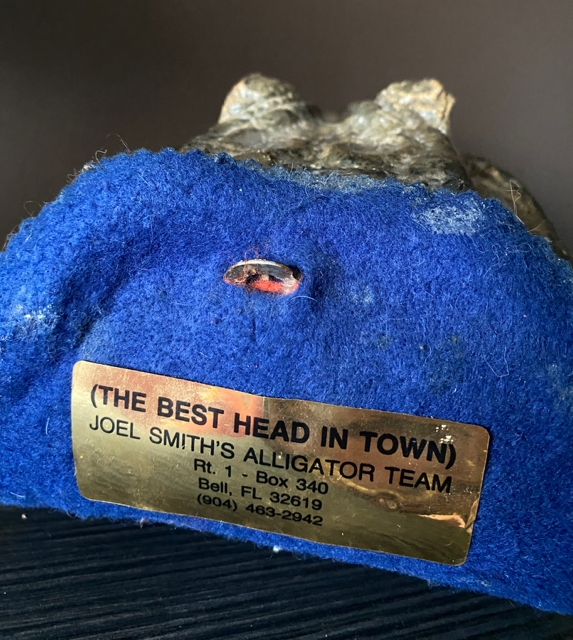 (THE BEST HEAD IN TOWN)
JOEL SMITH'S ALLIGATOR TEAM
Rt. 1 - Box 340
Bell, FL 32619
(904) 463-2942